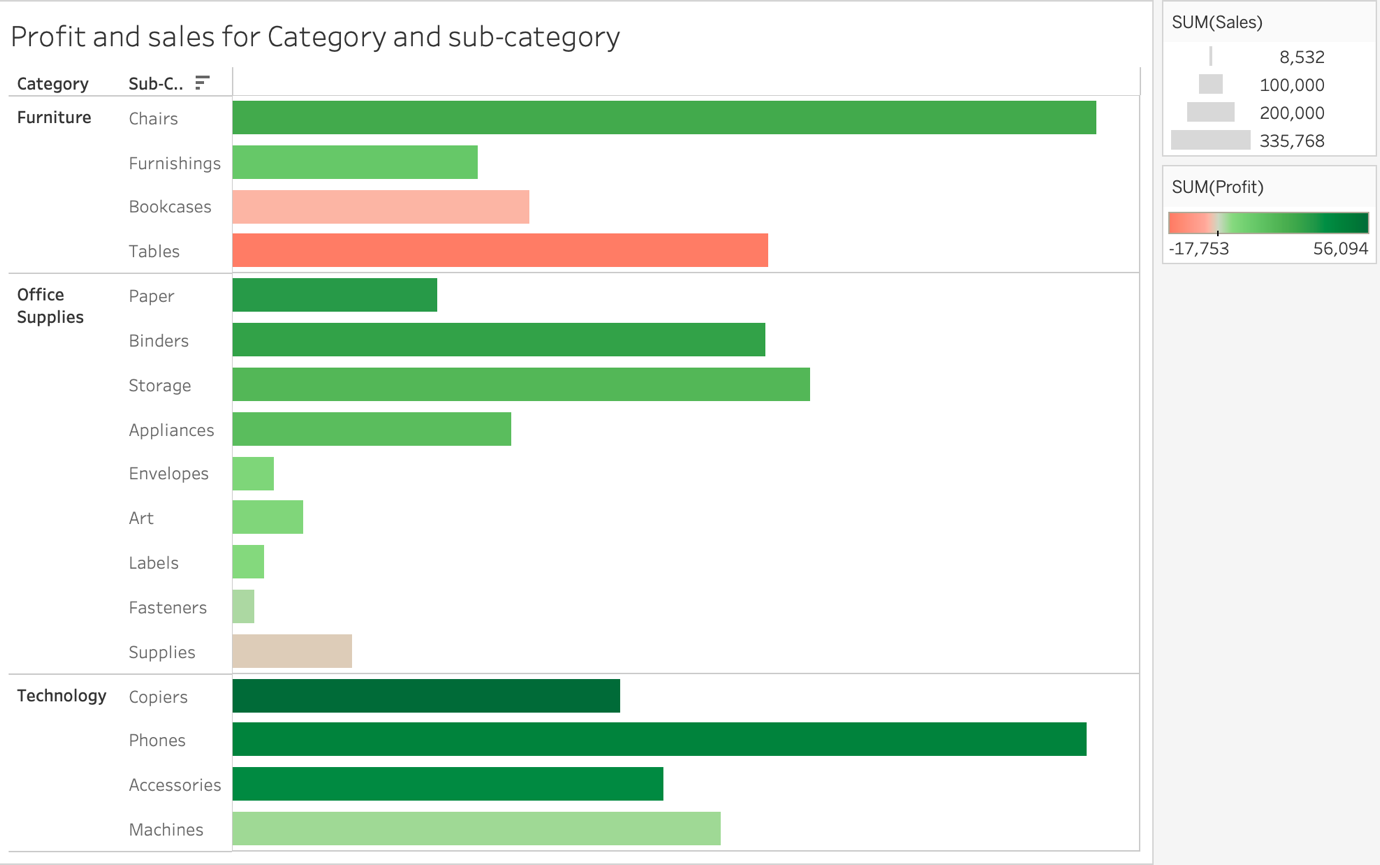 Profit and sales for Category and sub-category
Category Sub-C..
Furniture Chairs
Furnishings
Bookcases
Tables
Office Supplies Paper
Binders
Storage
Appliances
Envelopes
Art
Labels
Fasteners
Supplies
Technology Copiers
Phones
Accessories
Machines
SUM(Sales)
8,532
100,000
200,000
335,768
SUM(Profit)
-17,753 56,094